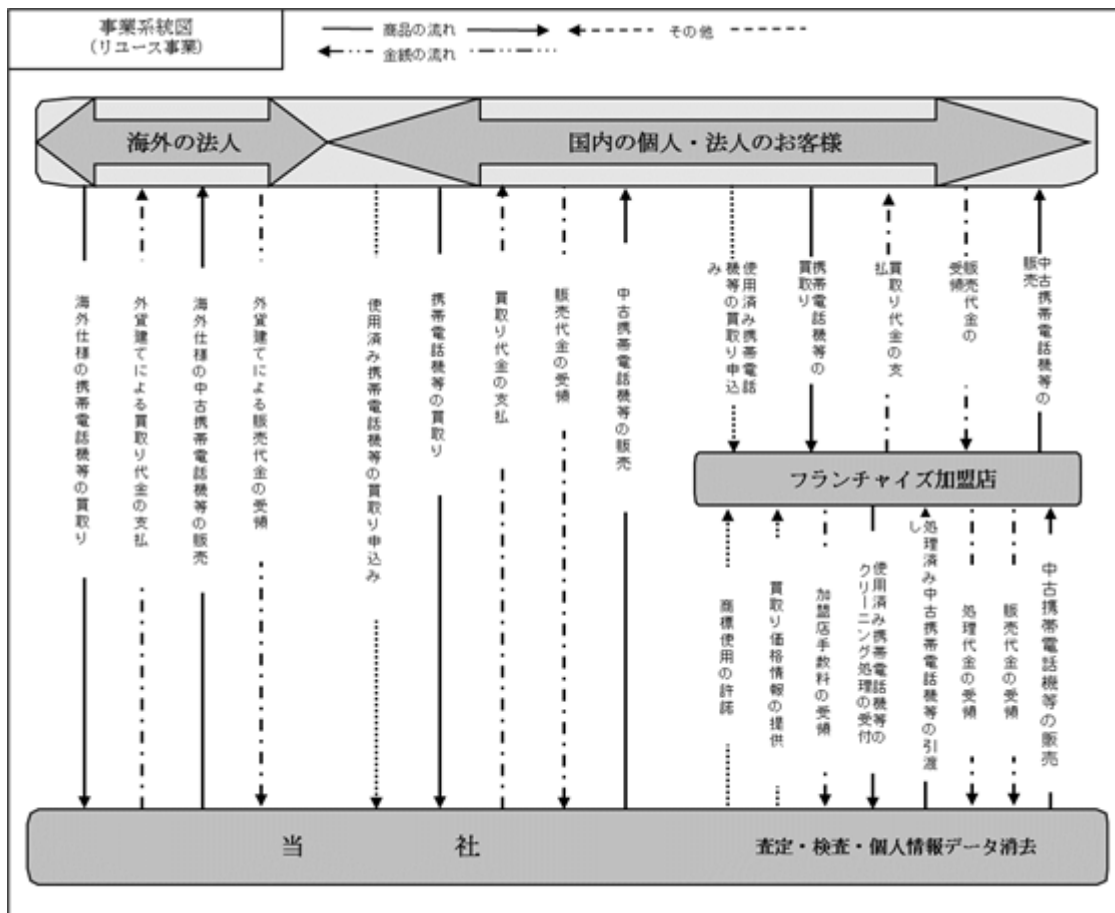 事業系統図
(リユース事業)
商品の流れ
その他
金銭の流れ
海外の法人
国内の個人・法人のお客様
海外仕様の携帯電話機等の買取り
外貨建てによる買取り代金の支払
海外仕様の中古携帯電話機等の販売
外貨建てによる販売代金の受領
使用済み携帯電話機等の買取り申込み
携帯電話機等の買取り
買取り代金の支払
販売代金の受領
中古携帯電話機等の販売
使用済み携帯電話
機等の買取り申込
み
携帯電話機等の
買取り
買取り代金の支
払
販売代金の
受領
中古携帯電話機等の
販売
フランチャイズ加盟店
商標使用の許諾
買取り価格情報の提供
加盟店手数料の受領
使用済み携帯電話機等の
クリーニング処理の受付
処理済み中古携帯電話機等の引渡
し
処理代金の受領
販売代金の受領
中古携帯電話機等の販売
当 社
査定・検査・個人情報データ消去